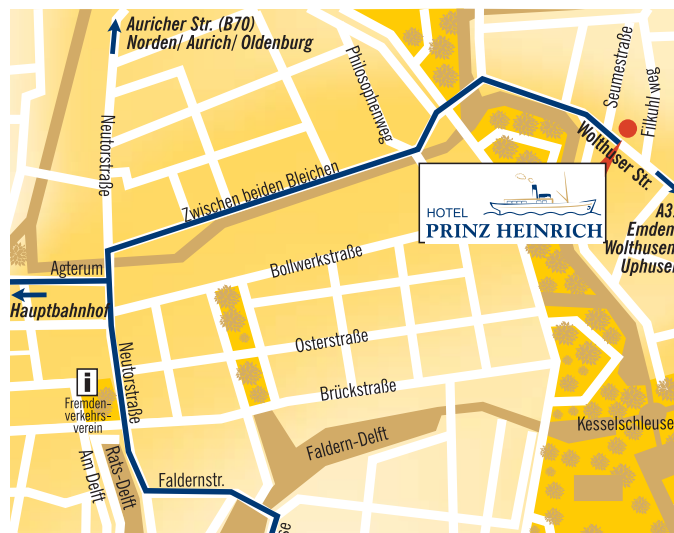 Auricher Str. (B70)
Norden/ Aurich/ Oldenburg
Philosophenweg
Seumestraße
Filkuhl weg
Neutorstraße
Wolthuser Str.
Zwischen beiden Bleichen
HOTEL
PRINZ HEINRICH
Emden
Wolthusen
Agterum
Bollwerkstraße
Hauptbahnhof
Osterstraße
Neutorstraße
i
Brückstraße
Fremden-
verkehrs-
verein
Kesselschleuse
Faldern-Delft
Am Delft
Rats-Delft
Faldernstr.